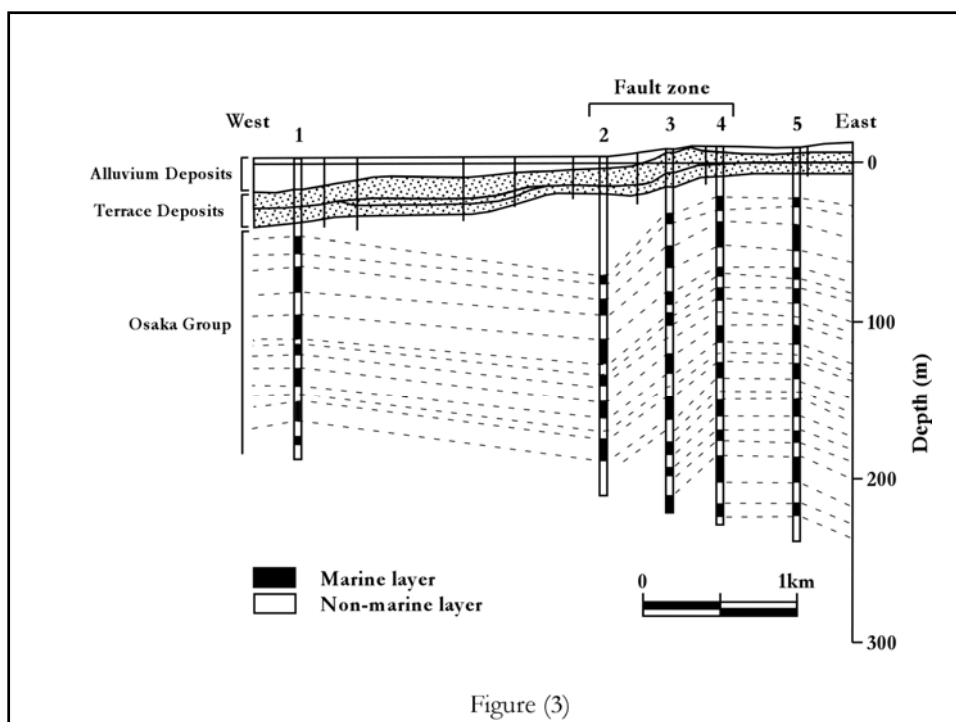 Fault zone
West 1 2 3 4 5 East
0
Alluvium Deposits
Terrace Deposits
Osaka Group
100
Depth (m)
200
Marine layer
Non-marine layer
0 1km
300
Figure (3)